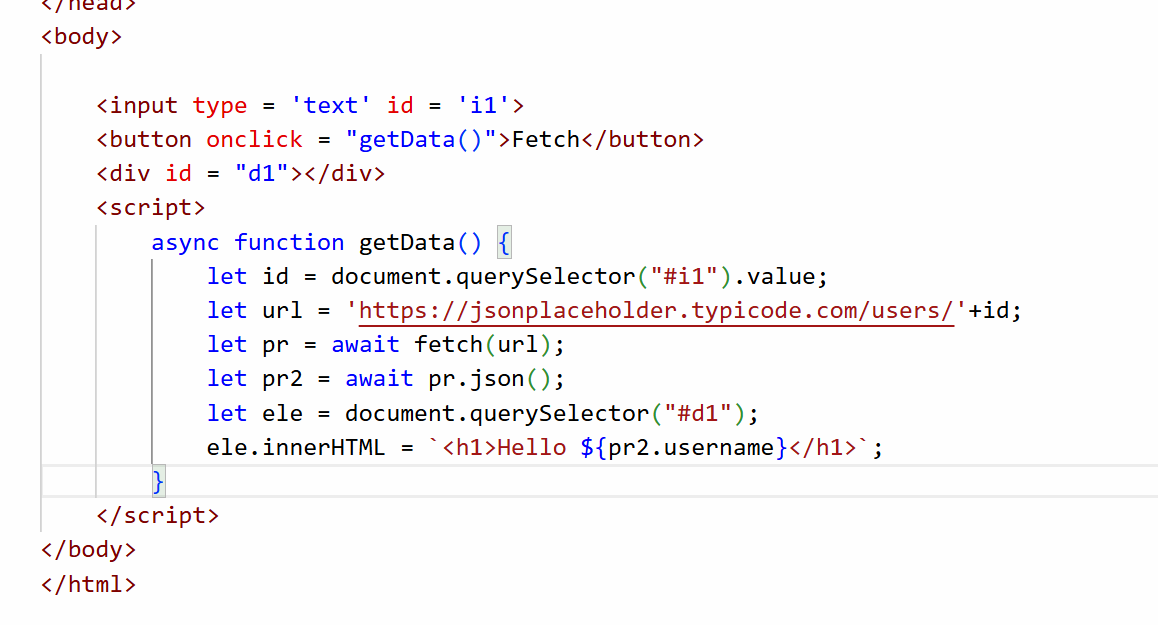 </head>
<body>
<input type = 'text' id = 'i1'>
<button onclick = "getData()">Fetch</button>
<div id = "d1"></div>
<script>
async function getData() {
let id = document.querySelector("#i1").value;
let url = 'https://jsonplaceholder.typicode.com/users/'+id;
let pr = await fetch(url);
let pr2 = await pr.json();
let ele = document.querySelector("#d1");
ele.innerHTML = `<h1>Hello ${pr2.username}</h1>`;
}
</script>
</body>
</html>